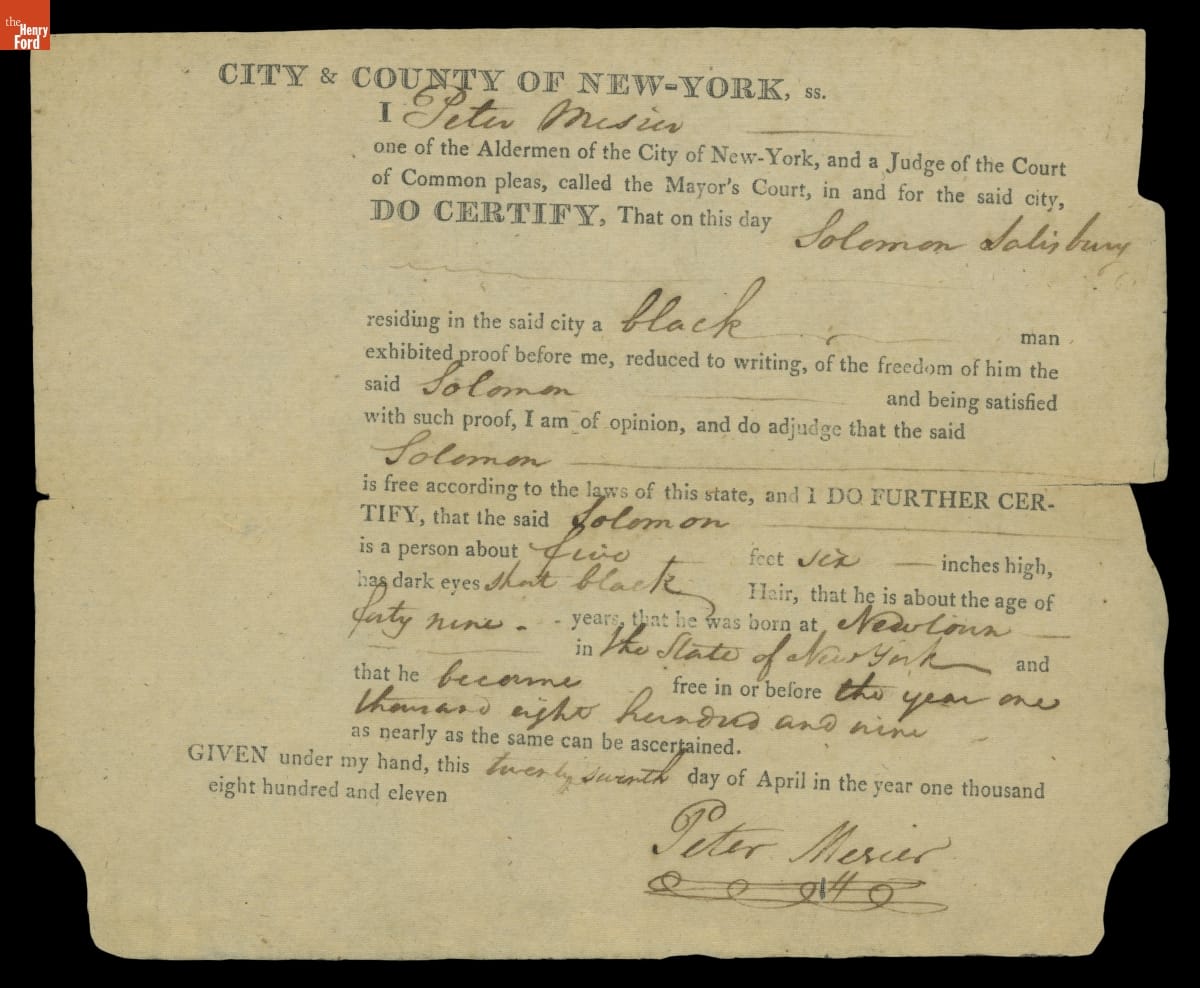 the
Henry
Ford
CITY & COUNTY OF NEW-YORK, ss.
I Peter Mesier
one of the Aldermen of the City of New-York, and a Judge of the Court
of Common pleas, called the Mayor's Court, in and for the said city,
DO CERTIFY, That on this day Solomon Salisbury
residing in the said city a black man
exhibited proof before me, reduced to writing, of the freedom of him the
said Solomon and being satisfied
with such proof, I am of opinion, and do adjudge that the said
Solomon
is free according to the laws of this state, and I DO FURTHER CER-
TIFY, that the said Solomon
is a person about five feet six inches high,
has dark eyes short black Hair, that he is about the age of
forty nine years, that he was born at Newtown
in the State of New York and
that he become free in or before the year one
thousand eight hundred and nine
as nearly as the same can be ascertained.
GIVEN under my hand, this twenty seventh day of April in the year one thousand
eight hundred and eleven
Peter Mesier
14